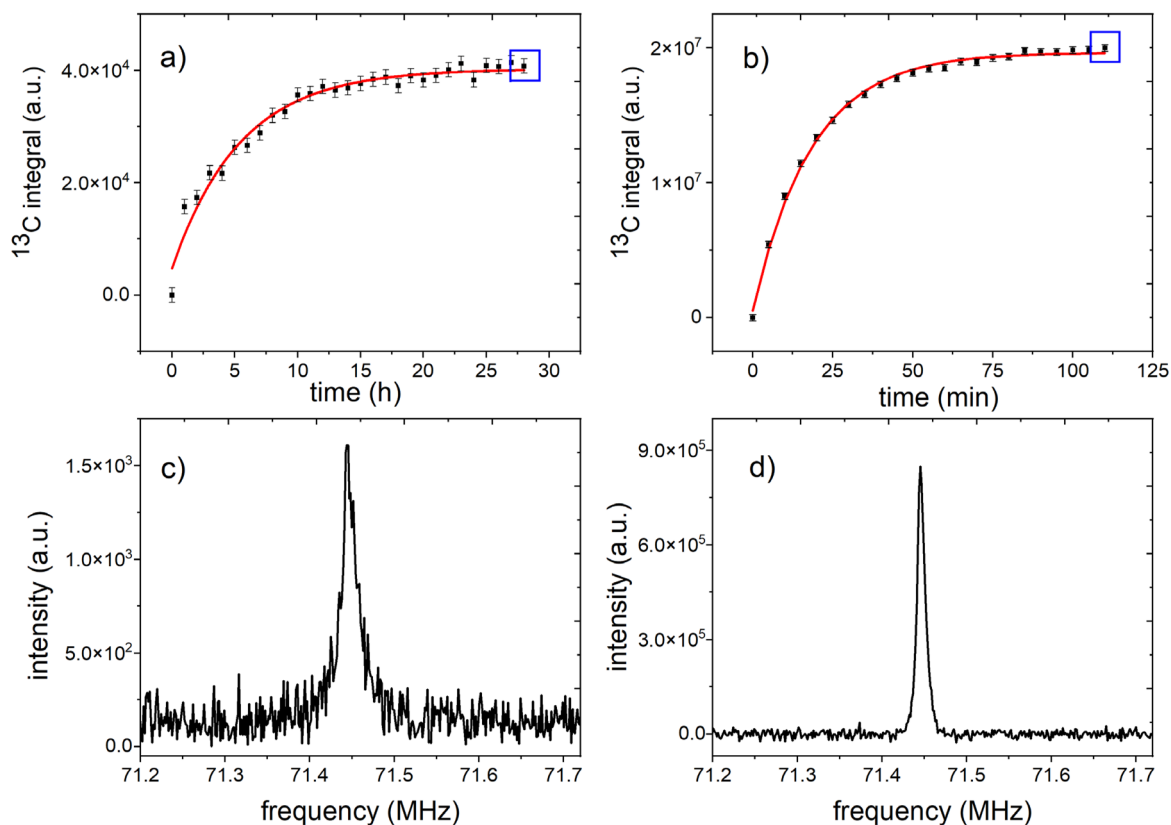 a)
¹³C integral (a.u.)
4.0×10⁴
2.0×10⁴
0.0
0 5 10 15 20 25 30
time (h)
b)
¹³C integral (a.u.)
2×10⁷
1×10⁷
0
0 25 50 75 100 125
time (min)
c)
intensity (a.u.)
1.5×10³
1.0×10³
5.0×10²
0.0
71.2 71.3 71.4 71.5 71.6 71.7
frequency (MHz)
d)
intensity (a.u.)
9.0×10⁵
6.0×10⁵
3.0×10⁵
0.0
71.2 71.3 71.4 71.5 71.6 71.7
frequency (MHz)